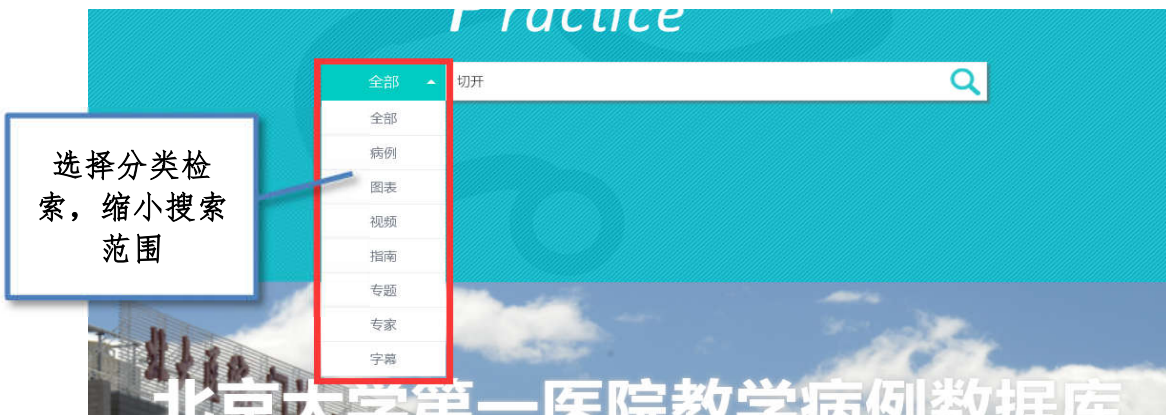 Practice
全部
切开
全部
病例
图表
视频
指南
专题
专家
字幕
选择分类检
索，缩小搜索
范围
北京大学第一医院教学病例数据库